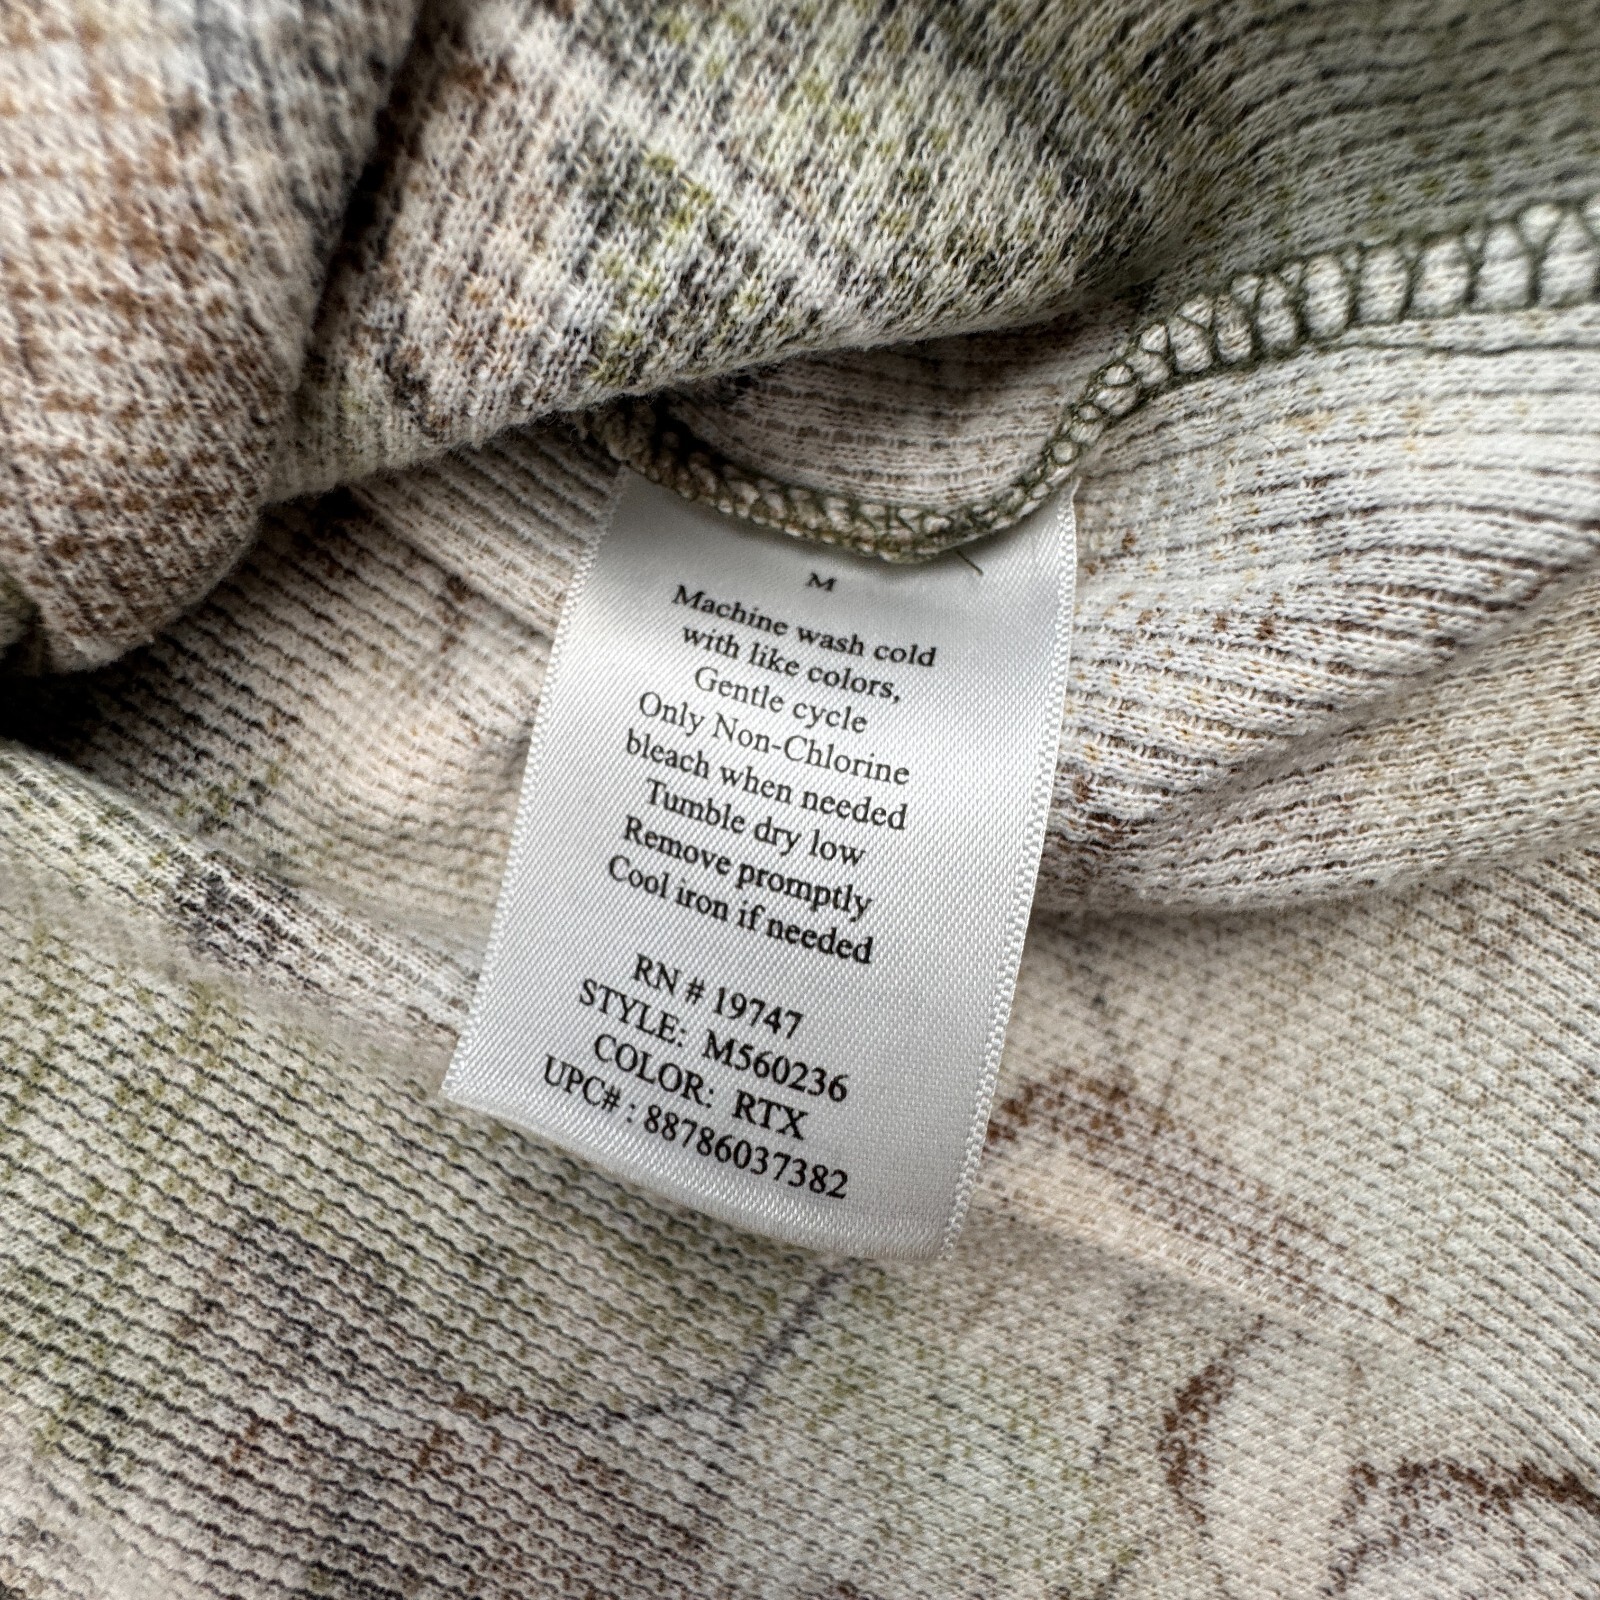 M
Machine wash cold
with like colors,
Gentle cycle
Only Non-Chlorine
bleach when needed
Tumble dry low
Remove promptly
Cool iron if needed
RN # 19747
STYLE: M560236
COLOR: RTX
UPC# : 88786037382